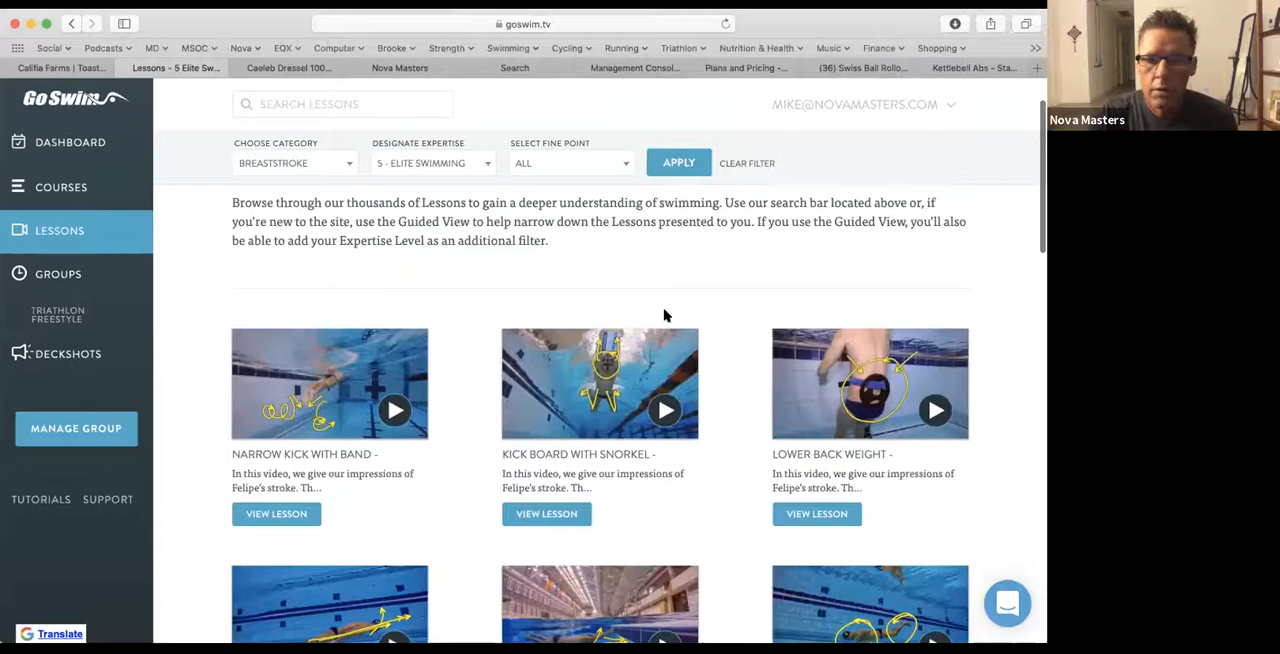 goswim.tv
Social
Podcasts
MD
MSOC
Nova
EQX
Computer
Brooke
Strength
Swimming
Cycling
Running
Triathlon
Nutrition & Health
Music
Finance
Shopping
Califia Farms | Toast...
Lessons - 5 Elite Sw...
Caeleb Dressel 100...
Nova Masters
Search
Management Consol...
Plans and Pricing -...
(36) Swiss Ball Rollo...
Kettlebell Abs - Sta...
Nova Masters
Go Swim
SEARCH LESSONS
MIKE@NOVAMASTERS.COM
DASHBOARD
COURSES
LESSONS
GROUPS
TRIATHLON
FREESTYLE
DECKSHOTS
MANAGE GROUP
TUTORIALS SUPPORT
Translate
CHOOSE CATEGORY
DESIGNATE EXPERTISE
SELECT FINE POINT
BREASTSTROKE
5 - ELITE SWIMMING
ALL
APPLY
CLEAR FILTER
Browse through our thousands of Lessons to gain a deeper understanding of swimming. Use our search bar located above or, if
you're new to the site, use the Guided View to help narrow down the Lessons presented to you. If you use the Guided View, you'll also
be able to add your Expertise Level as an additional filter.
NARROW KICK WITH BAND -
In this video, we give our impressions of
Felipe's stroke. Th...
VIEW LESSON
KICK BOARD WITH SNORKEL -
In this video, we give our impressions of
Felipe's stroke. Th...
VIEW LESSON
LOWER BACK WEIGHT -
In this video, we give our impressions of
Felipe's stroke. Th...
VIEW LESSON